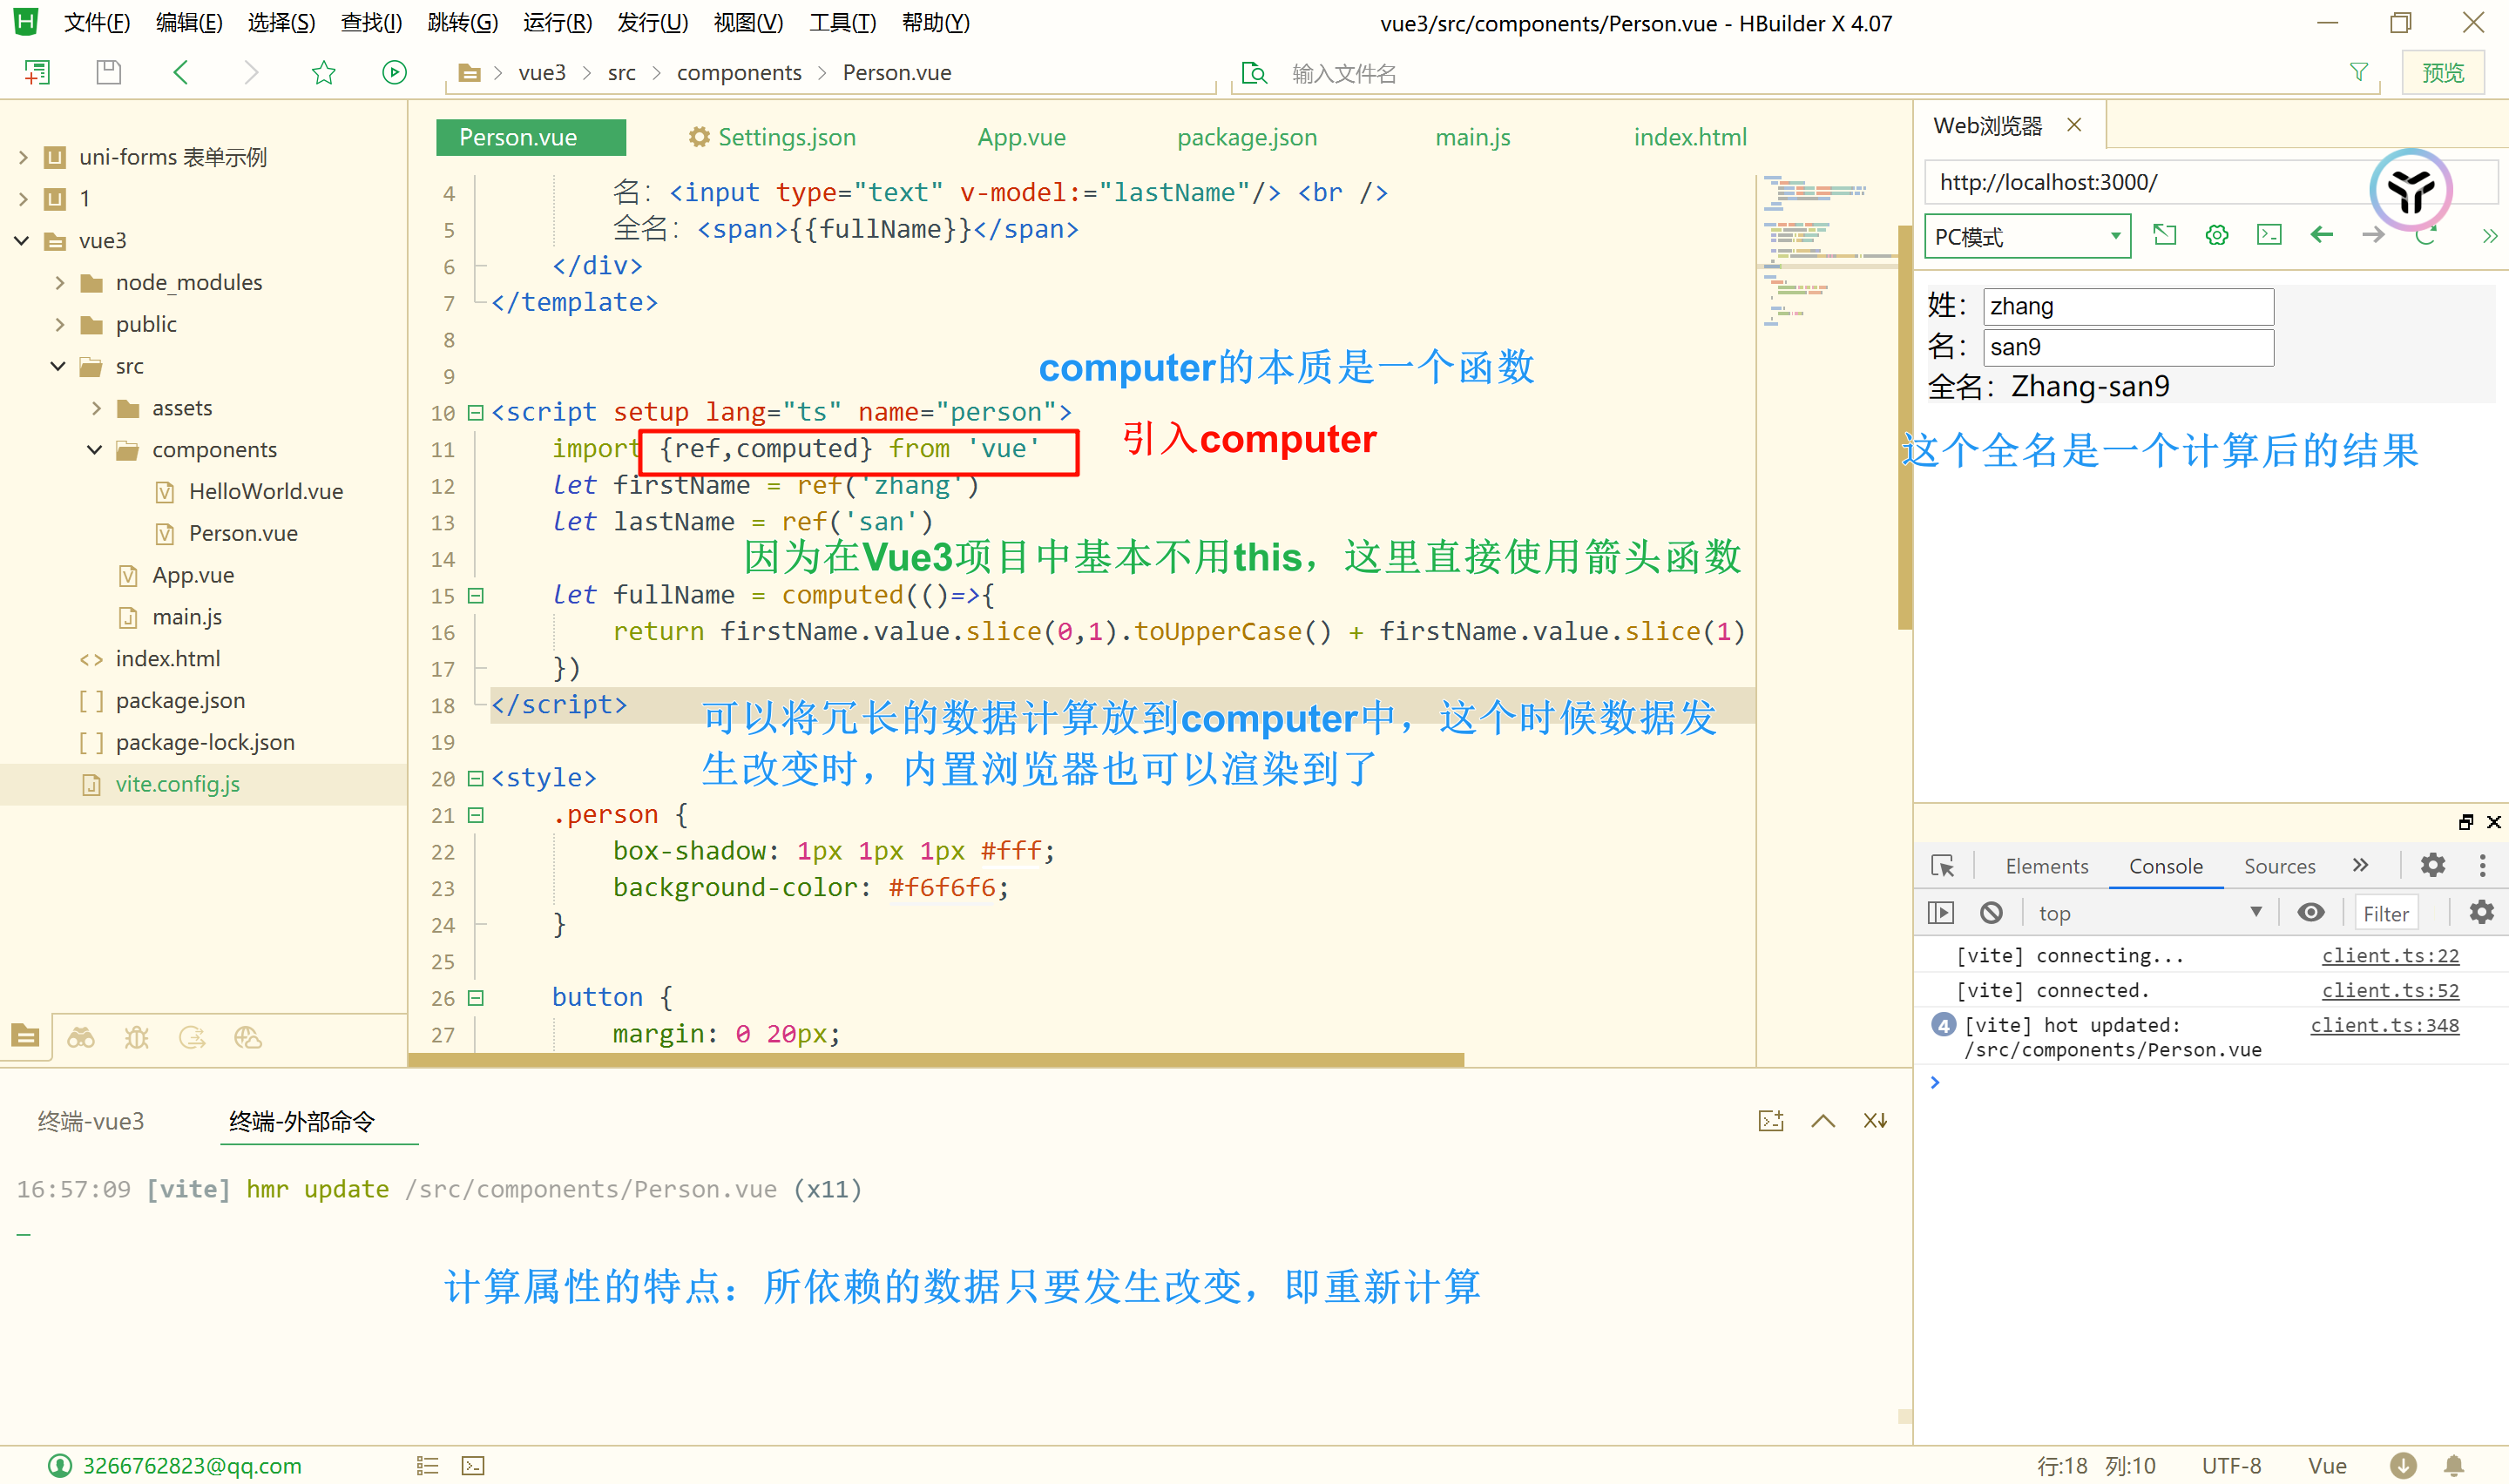 文件(F) 编辑(E) 选择(S) 查找(I) 跳转(G) 运行(R) 发行(U) 视图(V) 工具(T) 帮助(Y)
vue3/src/components/Person.vue - HBuilder X 4.07
vue3 src components Person.vue
输入文件名
预览
uni-forms 表单示例
1
vue3
node_modules
public
src
assets
components
HelloWorld.vue
Person.vue
App.vue
main.js
index.html
package.json
package-lock.json
vite.config.js
Person.vue Settings.json App.vue package.json main.js index.html
4 名：<input type="text" v-model:="lastName"/> <br />
5 全名：<span>{{fullName}}</span>
6 </div>
7 </template>
8
computer的本质是一个函数
9
10 <script setup lang="ts" name="person">
11 import {ref,computed} from 'vue'
引入computer
12 let firstName = ref('zhang')
13 let lastName = ref('san')
14
因为在Vue3项目中基本不用this，这里直接使用箭头函数
15 let fullName = computed(()=>{
16 return firstName.value.slice(0,1).toUpperCase() + firstName.value.slice(1)
17 })
18 </script>
可以将冗长的数据计算放到computer中，这个时候数据发
生改变时，内置浏览器也可以渲染到了
19
20 <style>
21 .person {
22 box-shadow: 1px 1px 1px #fff;
23 background-color: #f6f6f6;
24 }
25
26 button {
27 margin: 0 20px;
Web浏览器
http://localhost:3000/
PC模式
姓： zhang
名： san9
全名：Zhang-san9
这个全名是一个计算后的结果
Elements Console Sources
top Filter
[vite] connecting... client.ts:22
[vite] connected. client.ts:52
4 [vite] hot updated: client.ts:348
/src/components/Person.vue
终端-vue3 终端-外部命令
16:57:09 [vite] hmr update /src/components/Person.vue (x11)
计算属性的特点：所依赖的数据只要发生改变，即重新计算
3266762823@qq.com
行:18 列:10 UTF-8 Vue